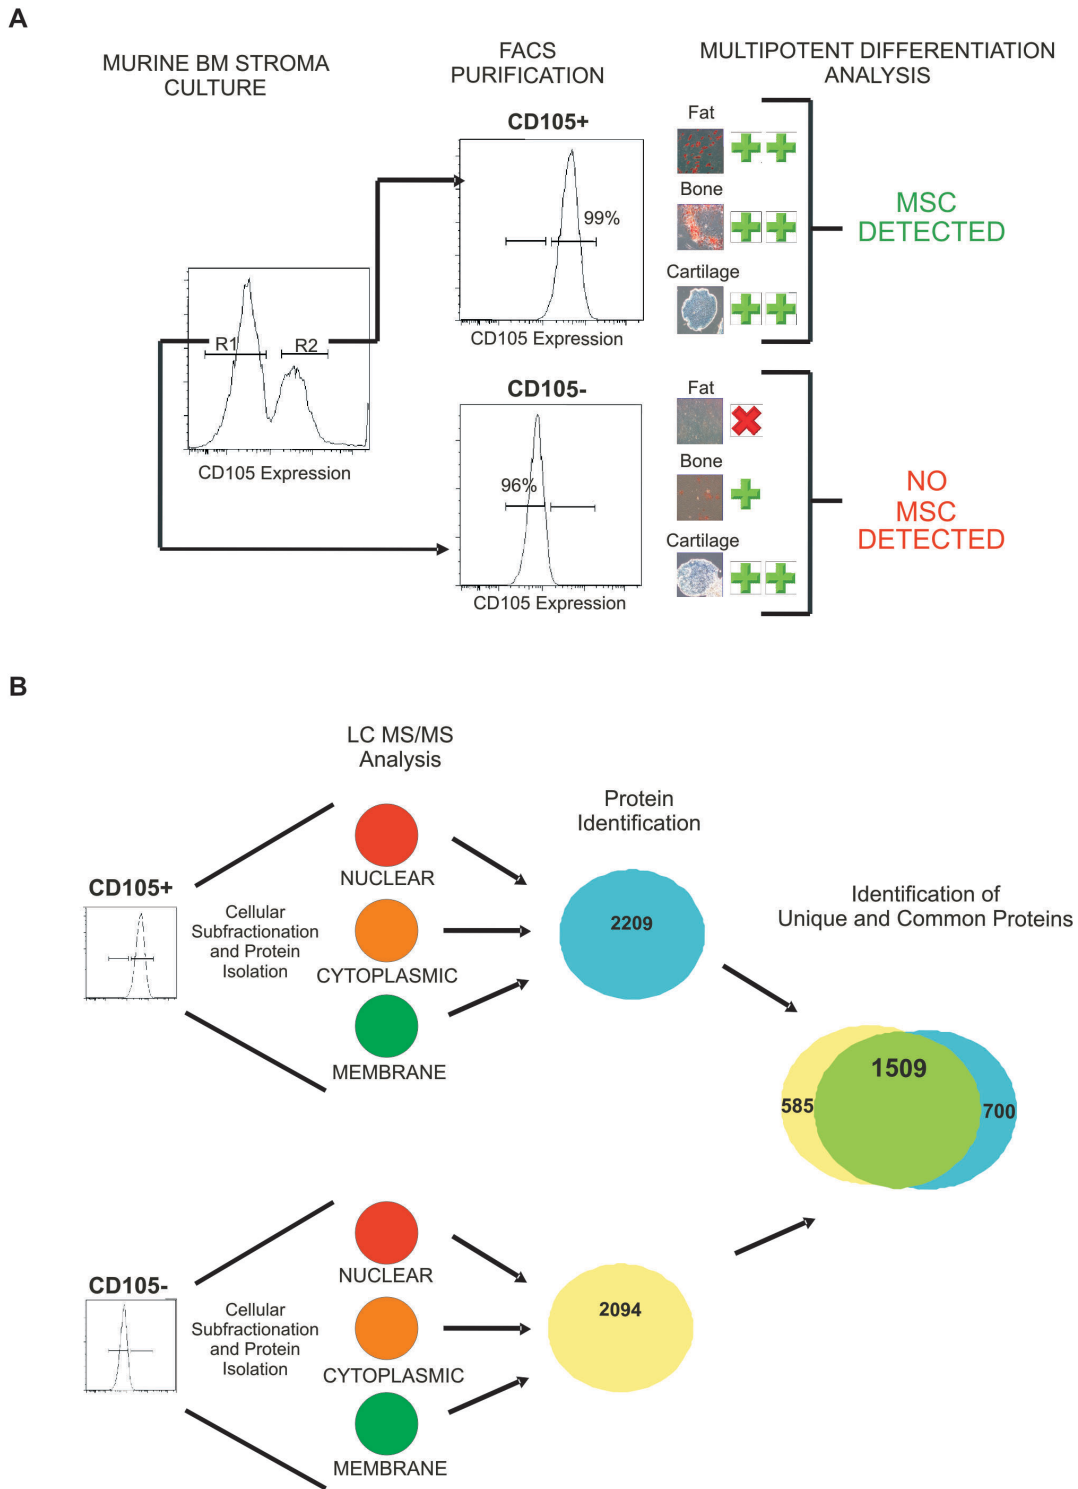 A
MURINE BM STROMA
CULTURE
FACS
PURIFICATION
MULTIPOTENT DIFFERENTIATION
ANALYSIS
R1
R2
CD105 Expression
CD105+
99%
CD105 Expression
Fat
Bone
Cartilage
MSC
DETECTED
CD105-
96%
CD105 Expression
Fat
Bone
Cartilage
NO
MSC
DETECTED
B
LC MS/MS
Analysis
Protein
Identification
Identification of
Unique and Common Proteins
CD105+
Cellular
Subfractionation
and Protein
Isolation
NUCLEAR
CYTOPLASMIC
MEMBRANE
2209
585
1509
700
CD105-
Cellular
Subfractionation
and Protein
Isolation
NUCLEAR
CYTOPLASMIC
MEMBRANE
2094